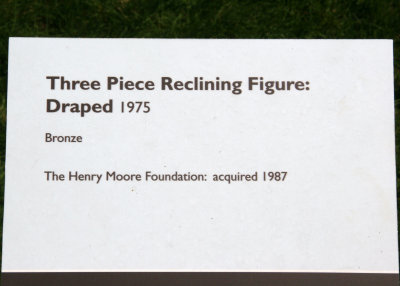 Three Piece Reclining Figure:
Draped 1975
Bronze
The Henry Moore Foundation: acquired 1987